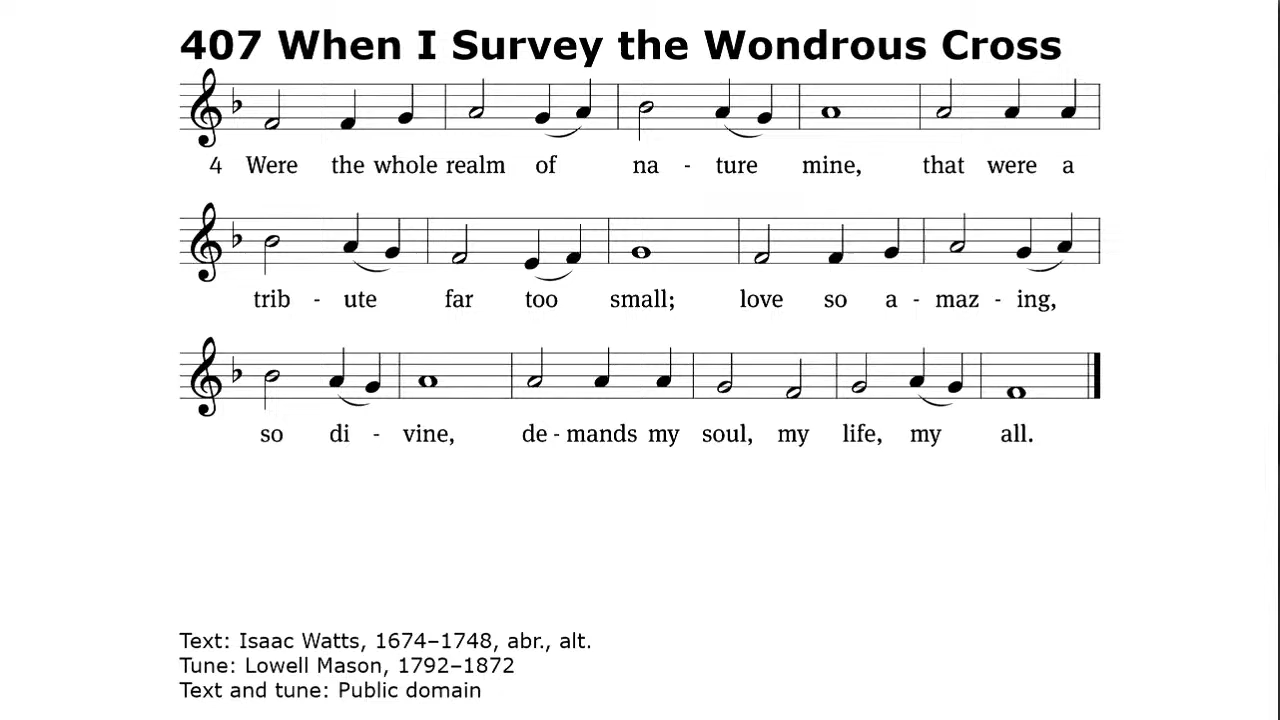 407 When I Survey the Wondrous Cross
4 Were the whole realm of na - ture mine, that were a
trib - ute far too small; love so a - maz - ing,
so di - vine, de - mands my soul, my life, my all.
Text: Isaac Watts, 1674–1748, abr., alt.
Tune: Lowell Mason, 1792–1872
Text and tune: Public domain